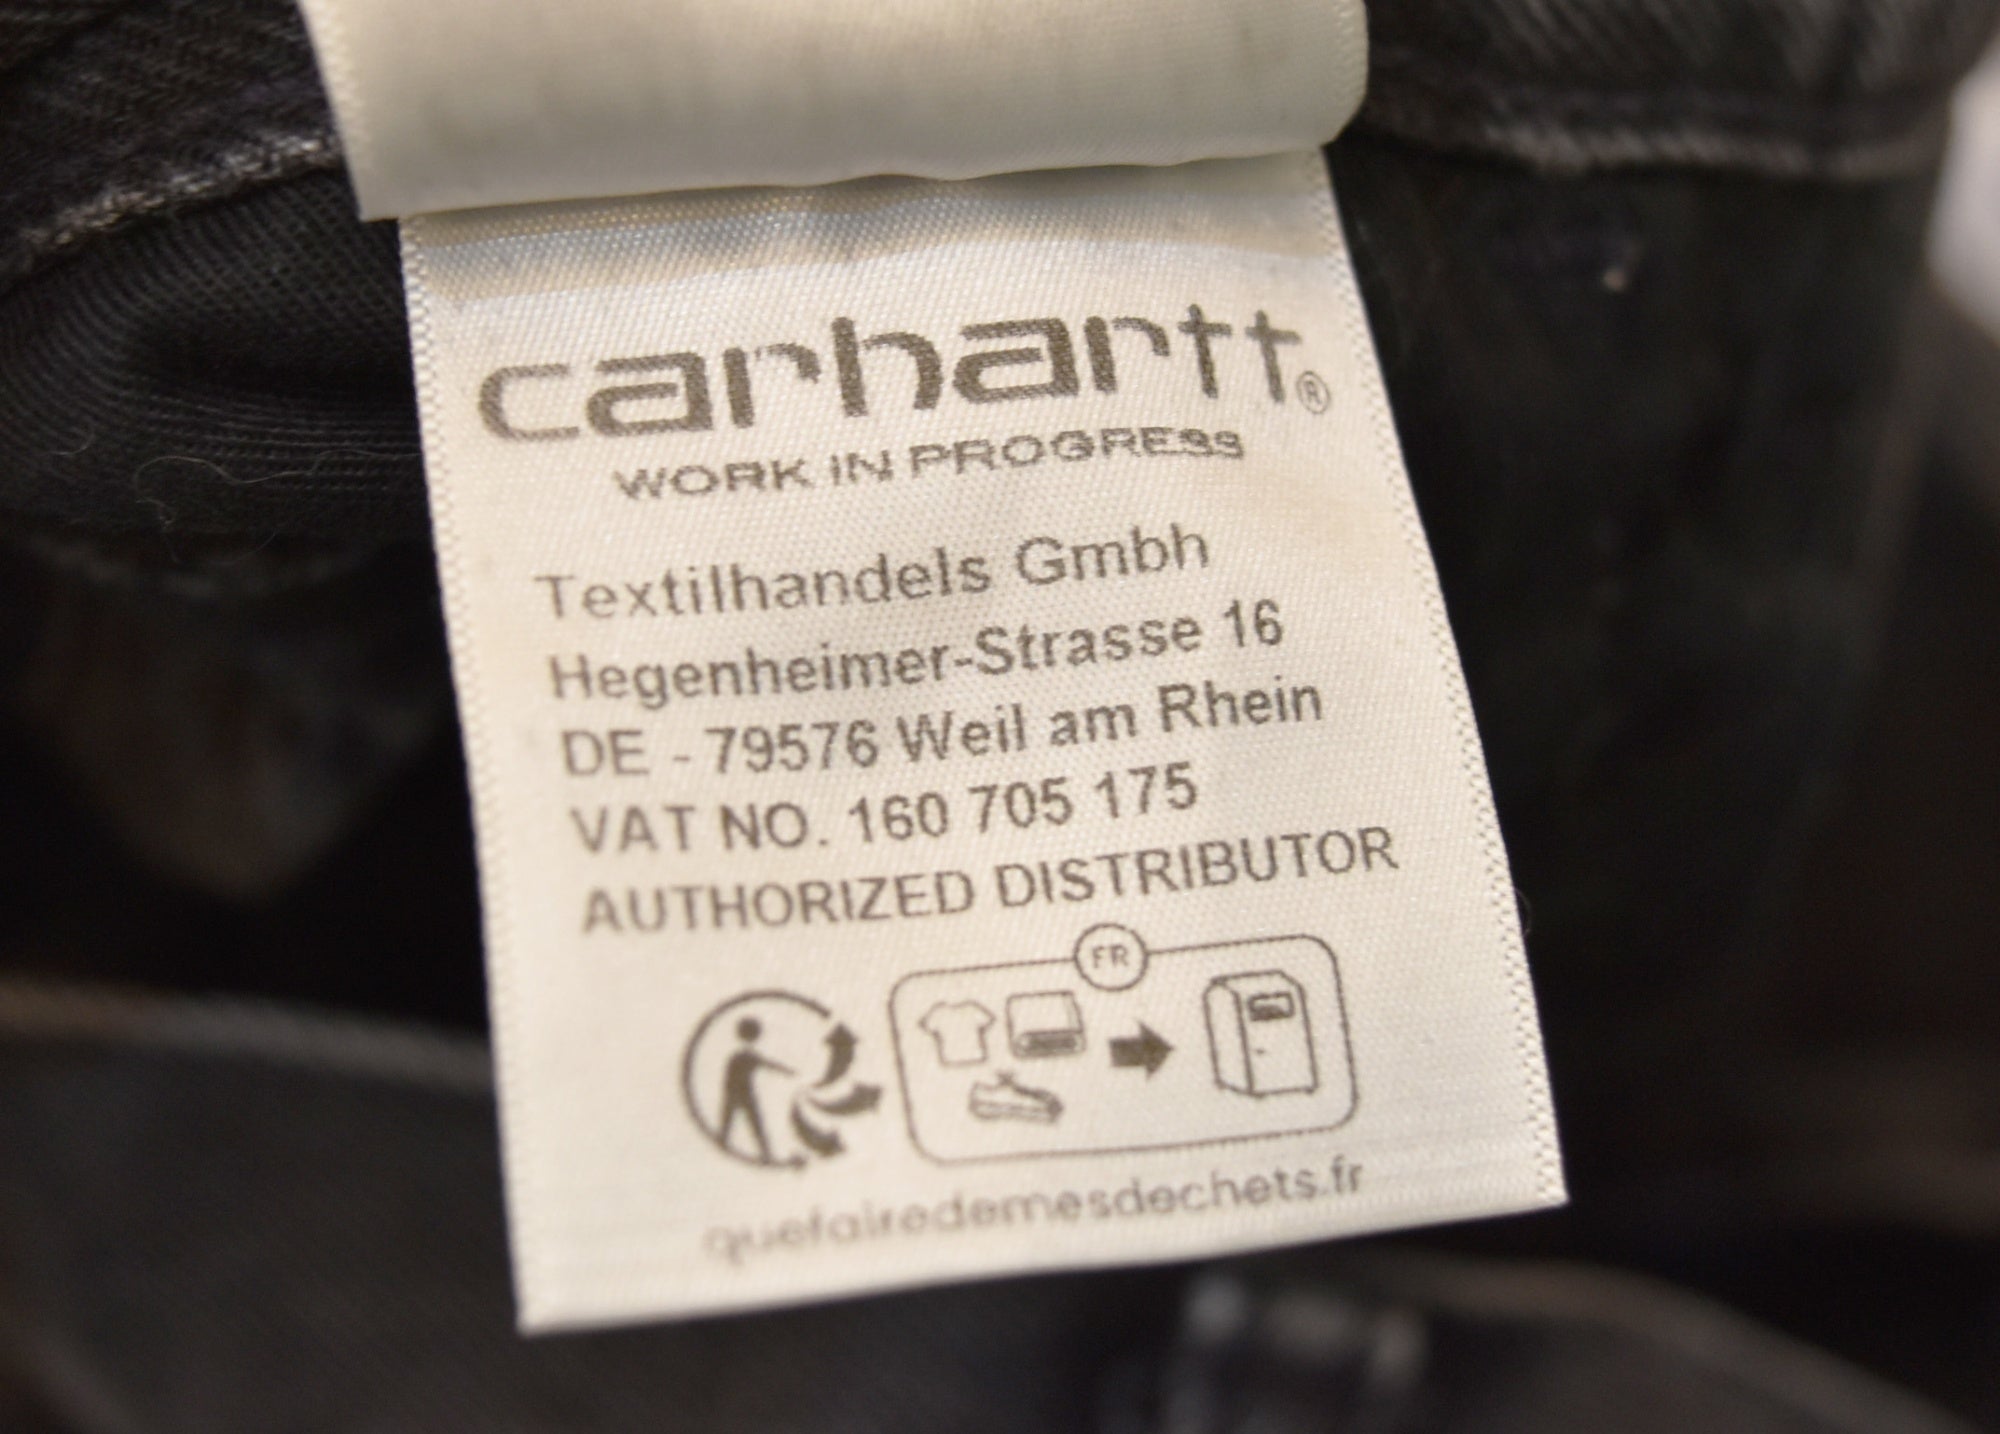 carhartt®
WORK IN PROGRESS
Textilhandels Gmbh
Hegenheimer-Strasse 16
DE - 79576 Weil am Rhein
VAT NO. 160 705 175
AUTHORIZED DISTRIBUTOR
FR
quefairedemesdechets.fr